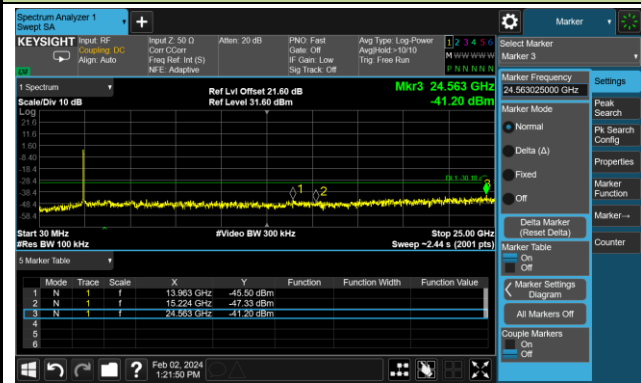 Spectrum Analyzer 1
Swept SA
+
Marker
KEYSIGHT
Input: RF
Coupling: DC
Align: Auto
Input Z: 50 Ω
Corr CCorr
Freq Ref: Int (S)
NFE: Adaptive
Atten: 20 dB
PNO: Fast
Gate: Off
IF Gain: Low
Sig Track: Off
Avg Type: Log-Power
Avg|Hold:>10/10
Trig: Free Run
1 2 3 4 5 6
M W W W W W
P N N N N N
LXI
Select Marker
Marker 3
1 Spectrum
Scale/Div 10 dB
Log
Ref Lvl Offset 21.60 dB
Ref Level 31.60 dBm
Mkr3 24.563 GHz
-41.20 dBm
21.6
11.6
1.60
-8.40
-18.4
-28.4
-38.4
-48.4
-58.4
1
2
3
Start 30 MHz
#Res BW 100 kHz
#Video BW 300 kHz
Stop 25.00 GHz
Sweep ~2.44 s (2001 pts)
5 Marker Table
Mode Trace Scale X Y Function Function Width Function Value
1 N 1 f 13.963 GHz -45.50 dBm
2 N 1 f 15.224 GHz -47.33 dBm
3 N 1 f 24.563 GHz -41.20 dBm
4
5
6
Marker Frequency
24.563025000 GHz
Marker Mode
Normal
Delta (Δ)
Fixed
Off
Delta Marker
(Reset Delta)
Marker Table
On
Off
Marker Settings
Diagram
All Markers Off
Couple Markers
On
Off
Settings
Peak
Search
Pk Search
Config
Properties
Marker
Function
Marker→
Counter
?
Feb 02, 2024
1:21:50 PM